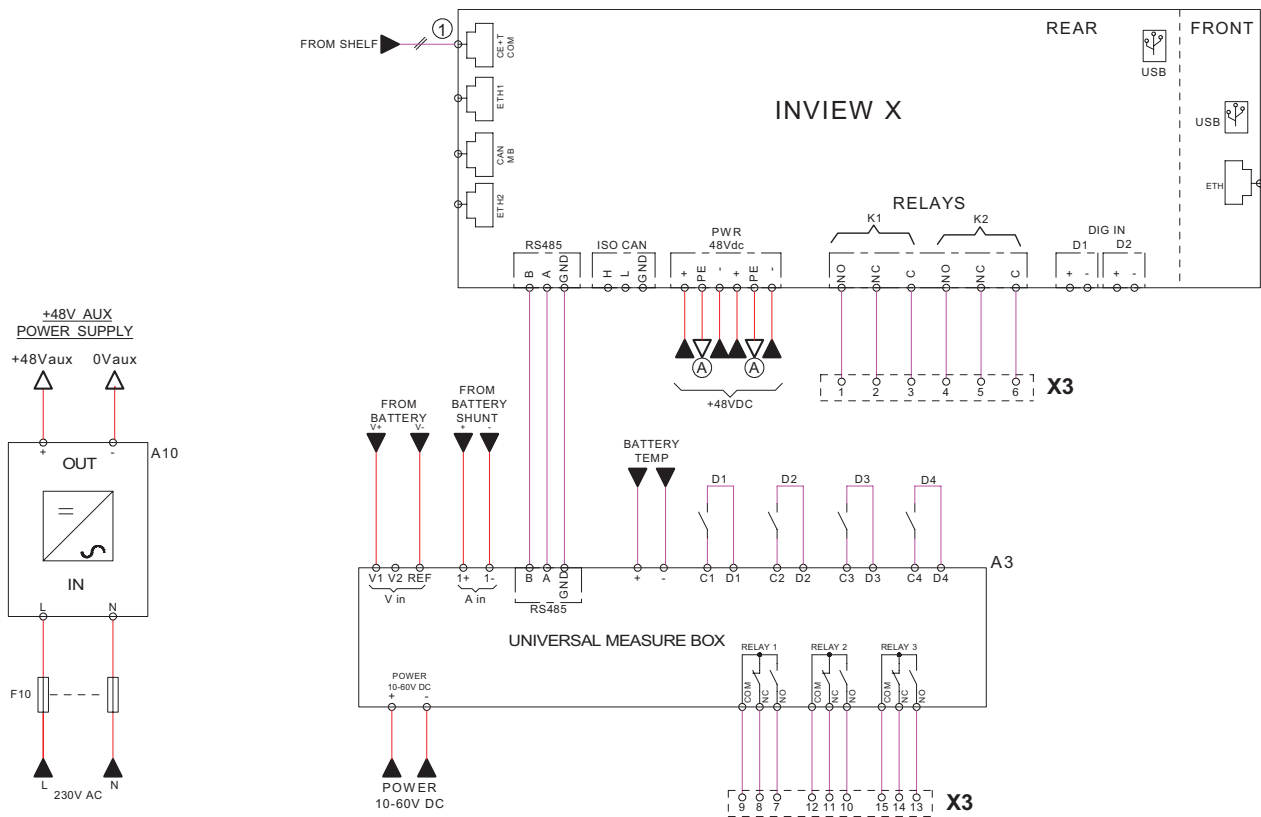 REAR
FRONT
1
FROM SHELF
CE+T
COM
USB
ETH1
INVIEW X
USB
CAN
MB
ETH
ETH2
RELAYS
K1
K2
PWR
48Vdc
DIG IN
D1
D2
RS485
ISO CAN
B
A
GND
H
L
GND
+
PE
-
+
PE
-
NO
NC
C
NO
NC
C
+
-
+
-
+48V AUX
POWER SUPPLY
+48Vaux
0Vaux
A
A
+48VDC
1
2
3
4
5
6
X3
FROM
BATTERY
V+
V-
FROM
BATTERY
SHUNT
+
-
BATTERY
TEMP
+
-
OUT
A10
IN
L
N
D1
D2
D3
D4
A3
V1
V2
REF
V in
1+
1-
A in
B
A
GND
RS485
+
-
C1
D1
C2
D2
C3
D3
C4
D4
UNIVERSAL MEASURE BOX
RELAY 1
RELAY 2
RELAY 3
POWER
10-60V DC
+
-
COM
NC
NO
COM
NC
NO
COM
NC
NO
F10
L
N
230V AC
POWER
10-60V DC
9
8
7
12
11
10
15
14
13
X3